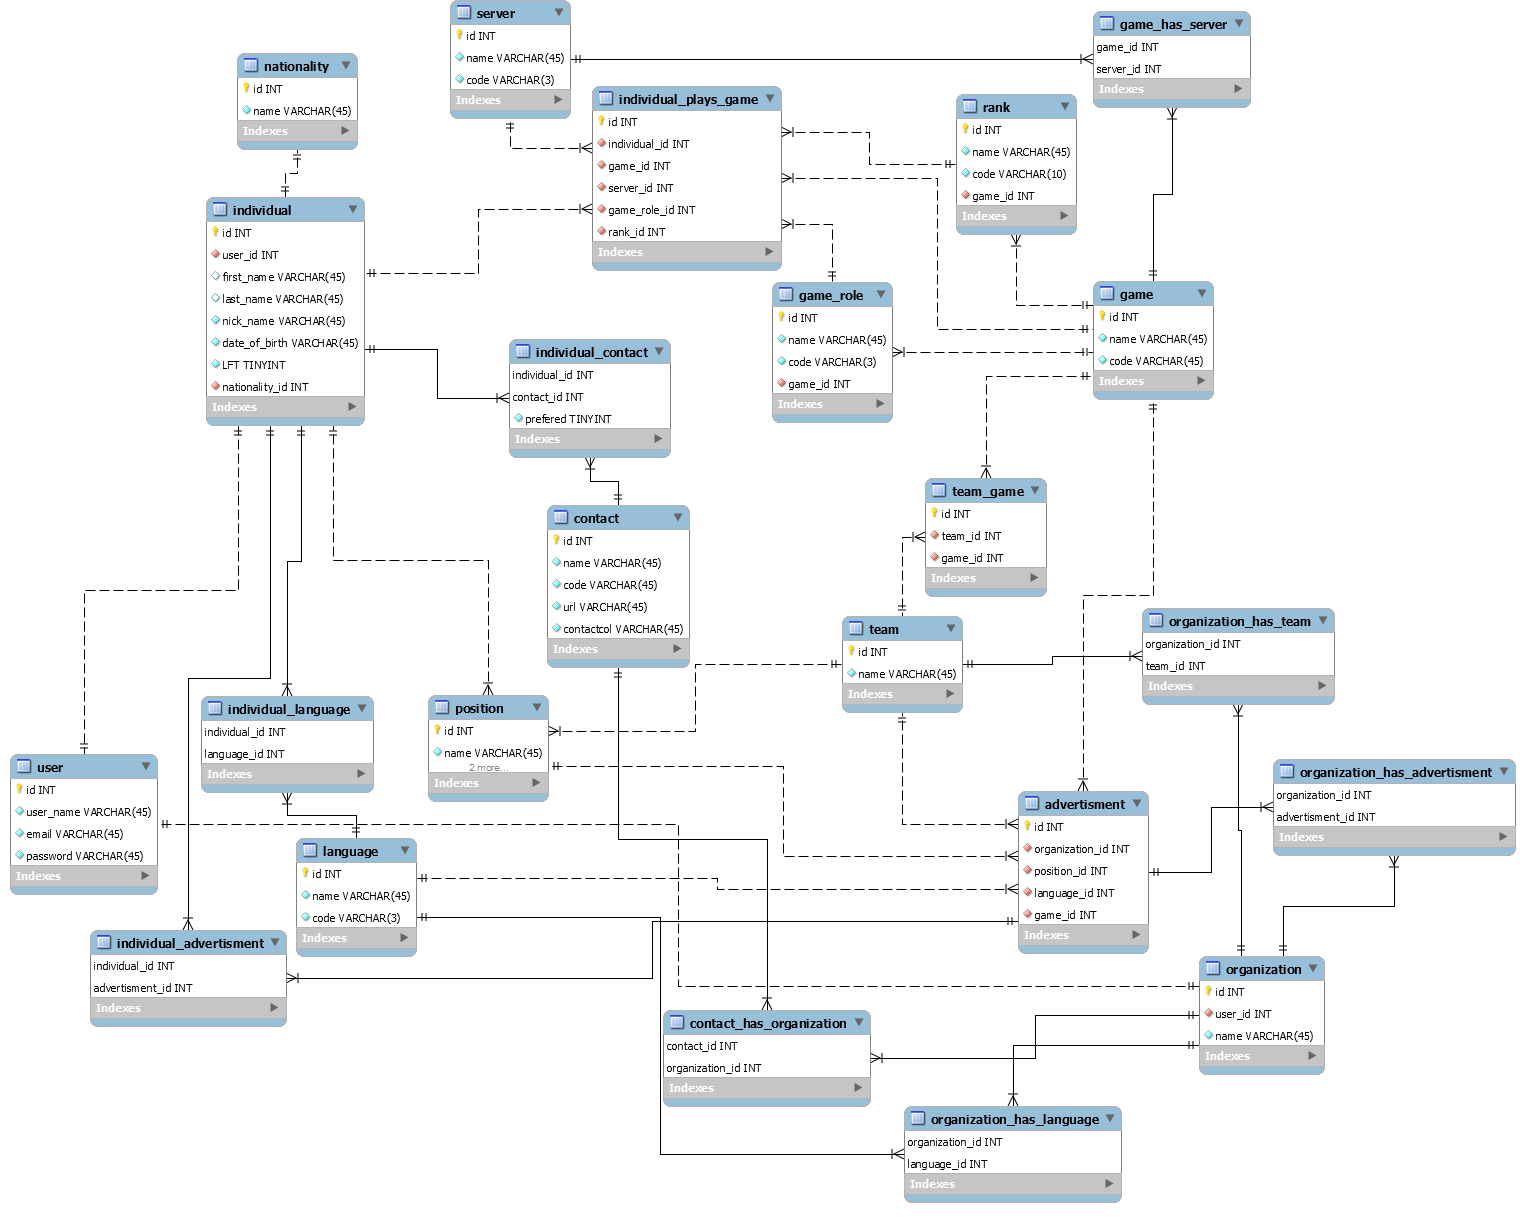 server
id INT
name VARCHAR(45)
code VARCHAR(3)
Indexes
game_has_server
game_id INT
server_id INT
Indexes
nationality
id INT
name VARCHAR(45)
Indexes
individual_plays_game
id INT
individual_id INT
game_id INT
server_id INT
game_role_id INT
rank_id INT
Indexes
rank
id INT
name VARCHAR(45)
code VARCHAR(10)
game_id INT
Indexes
individual
id INT
user_id INT
first_name VARCHAR(45)
last_name VARCHAR(45)
nick_name VARCHAR(45)
date_of_birth VARCHAR(45)
LFT TINYINT
nationality_id INT
Indexes
game_role
id INT
name VARCHAR(45)
code VARCHAR(3)
game_id INT
Indexes
game
id INT
name VARCHAR(45)
code VARCHAR(45)
Indexes
individual_contact
individual_id INT
contact_id INT
prefered TINYINT
Indexes
team_game
id INT
team_id INT
game_id INT
Indexes
contact
id INT
name VARCHAR(45)
code VARCHAR(45)
url VARCHAR(45)
contactcol VARCHAR(45)
Indexes
team
id INT
name VARCHAR(45)
Indexes
organization_has_team
organization_id INT
team_id INT
Indexes
individual_language
individual_id INT
language_id INT
Indexes
position
id INT
name VARCHAR(45)
2 more...
Indexes
user
id INT
user_name VARCHAR(45)
email VARCHAR(45)
password VARCHAR(45)
Indexes
organization_has_advertisment
organization_id INT
advertisment_id INT
Indexes
advertisment
id INT
organization_id INT
position_id INT
language_id INT
game_id INT
Indexes
language
id INT
name VARCHAR(45)
code VARCHAR(3)
Indexes
individual_advertisment
individual_id INT
advertisment_id INT
Indexes
organization
id INT
user_id INT
name VARCHAR(45)
Indexes
contact_has_organization
contact_id INT
organization_id INT
Indexes
organization_has_language
organization_id INT
language_id INT
Indexes